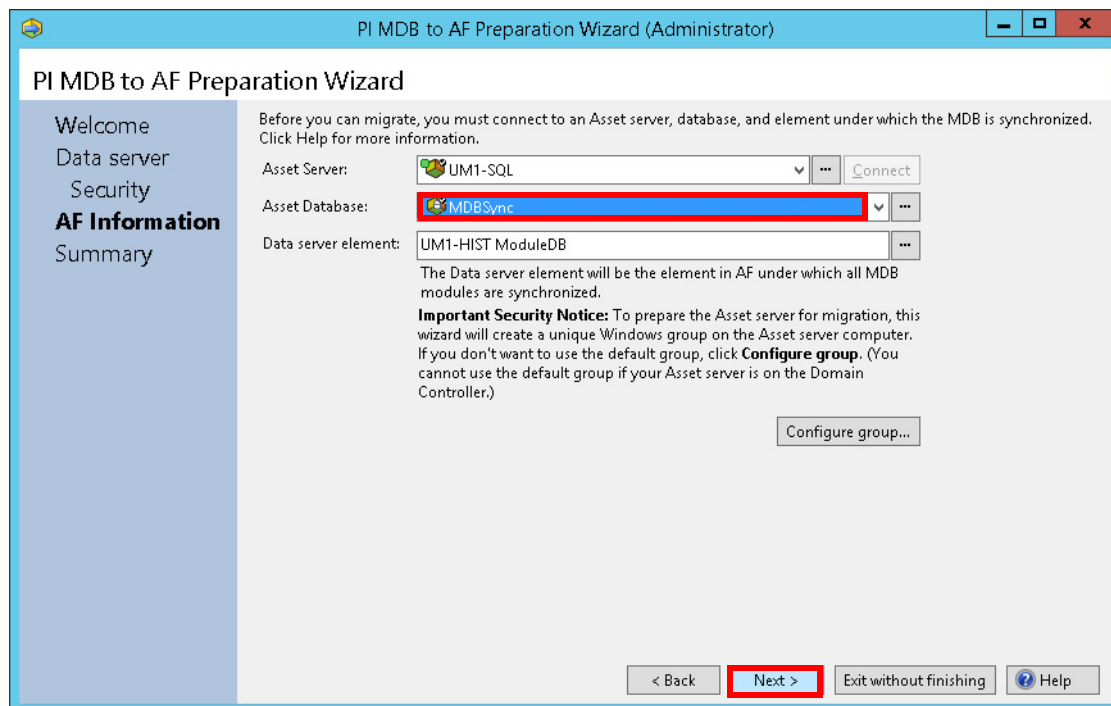 PI MDB to AF Preparation Wizard (Administrator)
PI MDB to AF Preparation Wizard
Welcome
Data server
Security
AF Information
Summary
Before you can migrate, you must connect to an Asset server, database, and element under which the MDB is synchronized.
Click Help for more information.
Asset Server:
UM1-SQL
... Connect
Asset Database:
MDBSync
...
Data server element:
UM1-HIST ModuleDB
...
The Data server element will be the element in AF under which all MDB
modules are synchronized.
Important Security Notice: To prepare the Asset server for migration, this
wizard will create a unique Windows group on the Asset server computer.
If you don't want to use the default group, click Configure group. (You
cannot use the default group if your Asset server is on the Domain
Controller.)
Configure group...
< Back Next > Exit without finishing Help